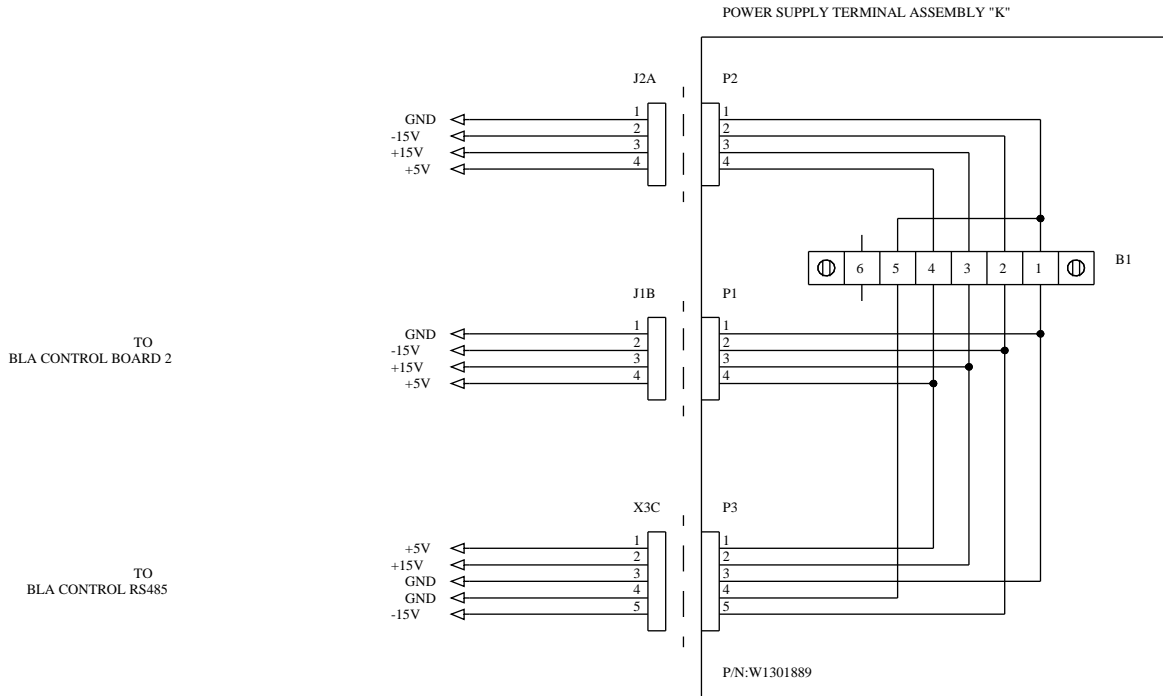 POWER SUPPLY TERMINAL ASSEMBLY "K"
J2A P2
GND 1 1
-15V 2 2
+15V 3 3
+5V 4 4
6 5 4 3 2 1 B1
J1B P1
TO
BLA CONTROL BOARD 2
GND 1 1
-15V 2 2
+15V 3 3
+5V 4 4
X3C P3
TO
BLA CONTROL RS485
+5V 1 1
+15V 2 2
GND 3 3
GND 4 4
-15V 5 5
P/N:W1301889